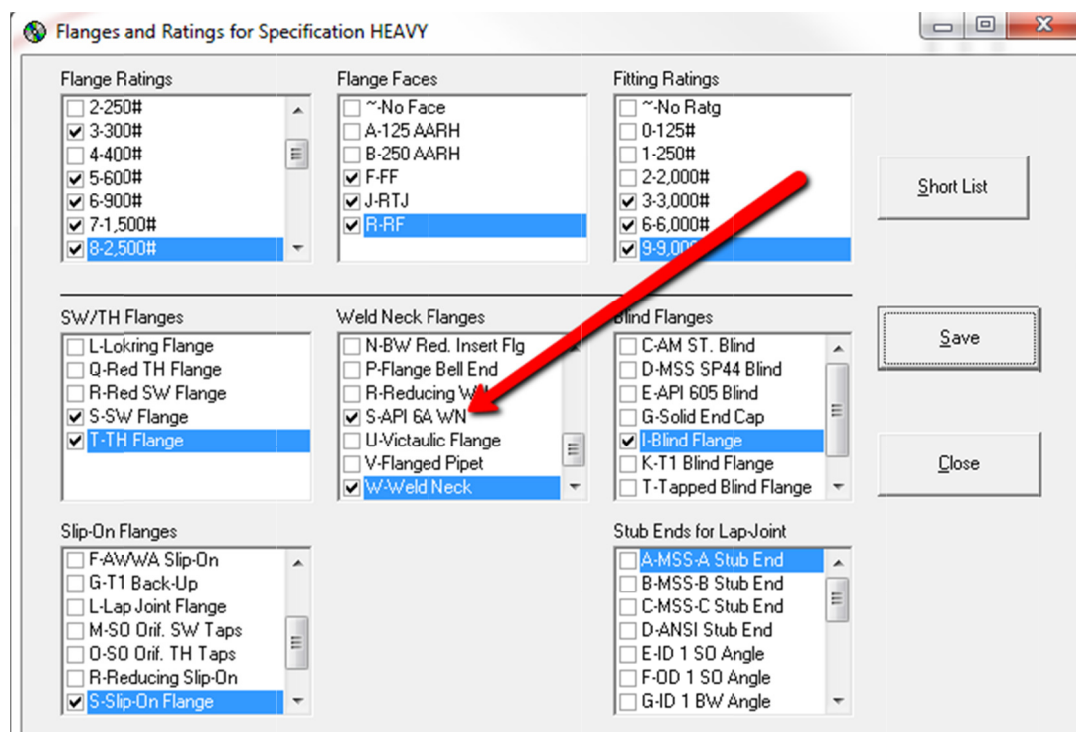 Flanges and Ratings for Specification HEAVY
Flange Ratings
2-250#
3-300#
4-400#
5-600#
6-900#
7-1,500#
8-2,500#
Flange Faces
~-No Face
A-125 AARH
B-250 AARH
F-FF
J-RTJ
R-RF
Fitting Ratings
~-No Ratg
0-125#
1-250#
2-2,000#
3-3,000#
6-6,000#
Short List
SW/TH Flanges
L-Lokring Flange
Q-Red TH Flange
R-Red SW Flange
S-SW Flange
T-TH Flange
Weld Neck Flanges
N-BW Red. Insert Flg
P-Flange Bell End
R-Reducing
S-API 6A WN
U-Victaulic Flange
V-Flanged Pipet
W-Weld Neck
Blind Flanges
C-AM ST. Blind
D-MSS SP44 Blind
E-API 605 Blind
G-Solid End Cap
I-Blind Flange
K-T1 Blind Flange
T-Tapped Blind Flange
Save
Close
Slip-On Flanges
F-AWWA Slip-On
G-T1 Back-Up
L-Lap Joint Flange
M-SO Orif. SW Taps
O-SO Orif. TH Taps
R-Reducing Slip-On
S-Slip-On Flange
Stub Ends for Lap-Joint
A-MSS-A Stub End
B-MSS-B Stub End
C-MSS-C Stub End
D-ANSI Stub End
E-ID 1 SO Angle
F-OD 1 SO Angle
G-ID 1 BW Angle